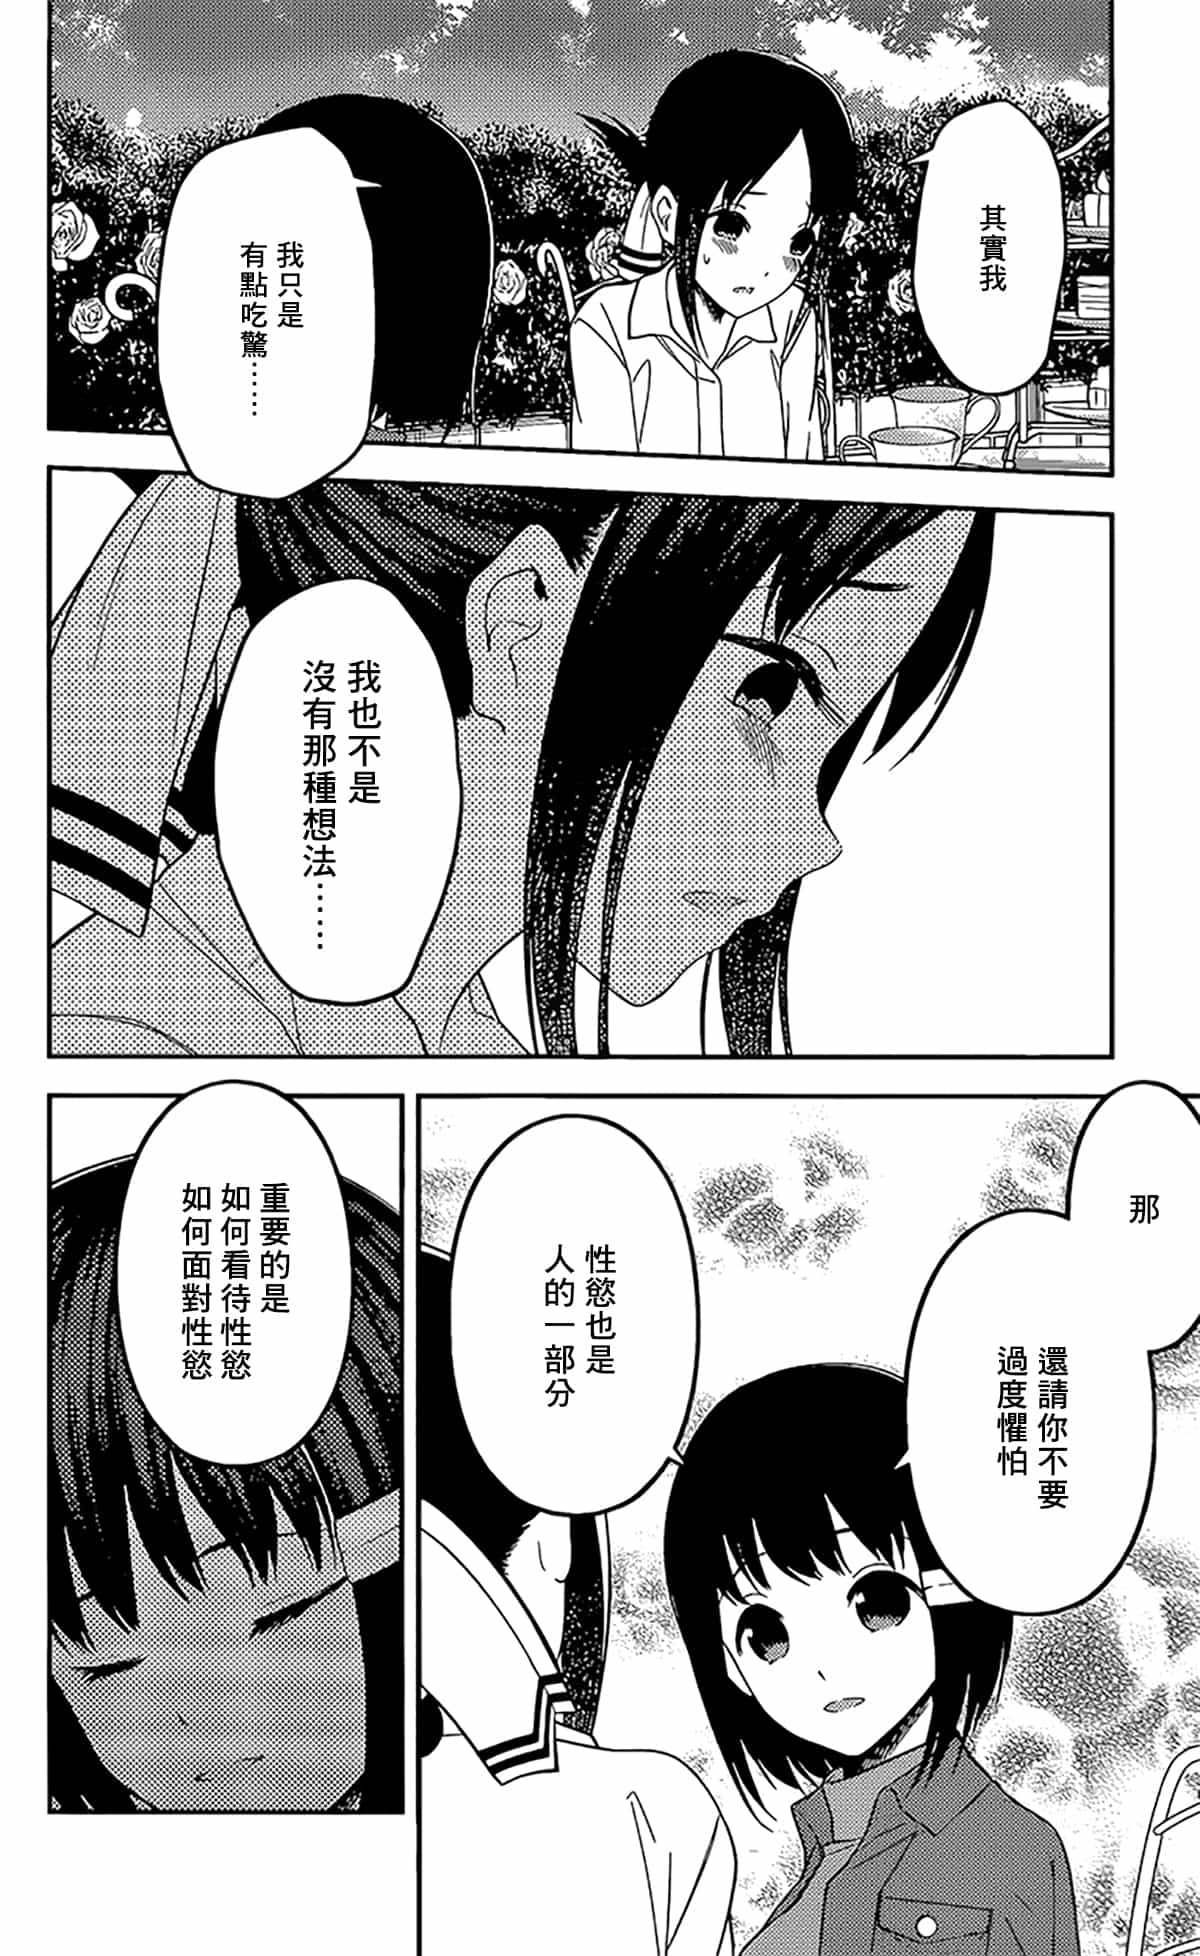 其實我
我只是
有點吃驚……
我也不是
沒有那種想法……
那
還請你不要
過度懼怕
性慾也是
人的一部分
重要的是
如何看待性慾
如何面對性慾